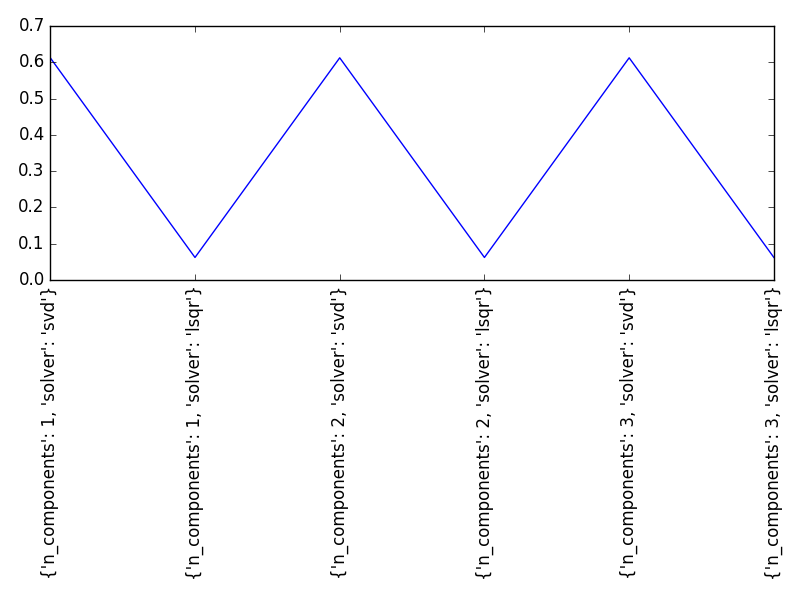 0.7
0.6
0.5
0.4
0.3
0.2
0.1
0.0
{'n_components': 1, 'solver': 'svd'}
{'n_components': 1, 'solver': 'lsqr'}
{'n_components': 2, 'solver': 'svd'}
{'n_components': 2, 'solver': 'lsqr'}
{'n_components': 3, 'solver': 'svd'}
{'n_components': 3, 'solver': 'lsqr'}